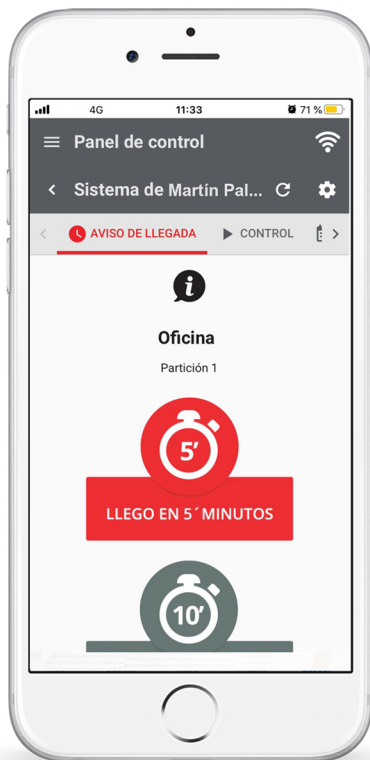 4G 11:33 71 %
Panel de control
Sistema de Martín Pal...
AVISO DE LLEGADA CONTROL
i
Oficina
Partición 1
5'
LLEGO EN 5´MINUTOS
10'